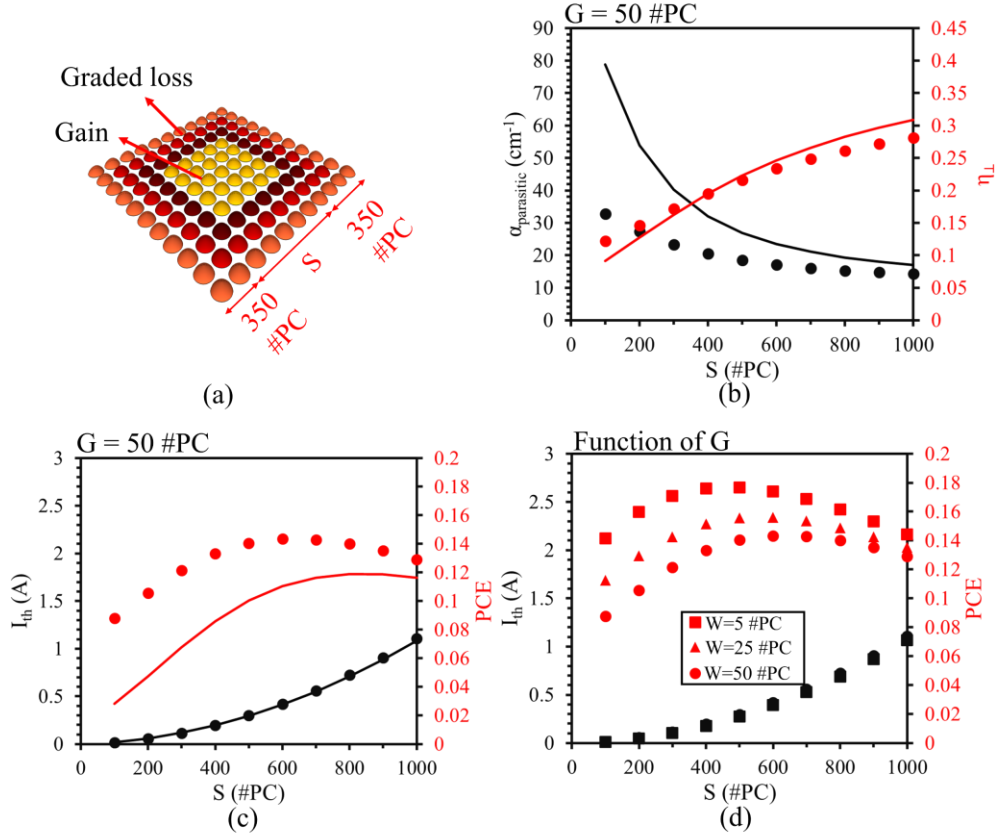 Graded loss
Gain
350
#PC
S
350
#PC
(a)
G = 50 #PC
90
80
70
60
50
40
30
20
10
0
α_parasitic (cm⁻¹)
0.45
0.4
0.35
0.3
0.25
0.2
0.15
0.1
0.05
0
η⊥
0 200 400 600 800 1000
S (#PC)
(b)
G = 50 #PC
3
2.5
2
1.5
1
0.5
0
I_th (A)
0.2
0.18
0.16
0.14
0.12
0.1
0.08
0.06
0.04
0.02
0
PCE
0 200 400 600 800 1000
S (#PC)
(c)
Function of G
3
2.5
2
1.5
1
0.5
0
I_th (A)
0.2
0.18
0.16
0.14
0.12
0.1
0.08
0.06
0.04
0.02
0
PCE
W=5 #PC
W=25 #PC
W=50 #PC
0 200 400 600 800 1000
S (#PC)
(d)